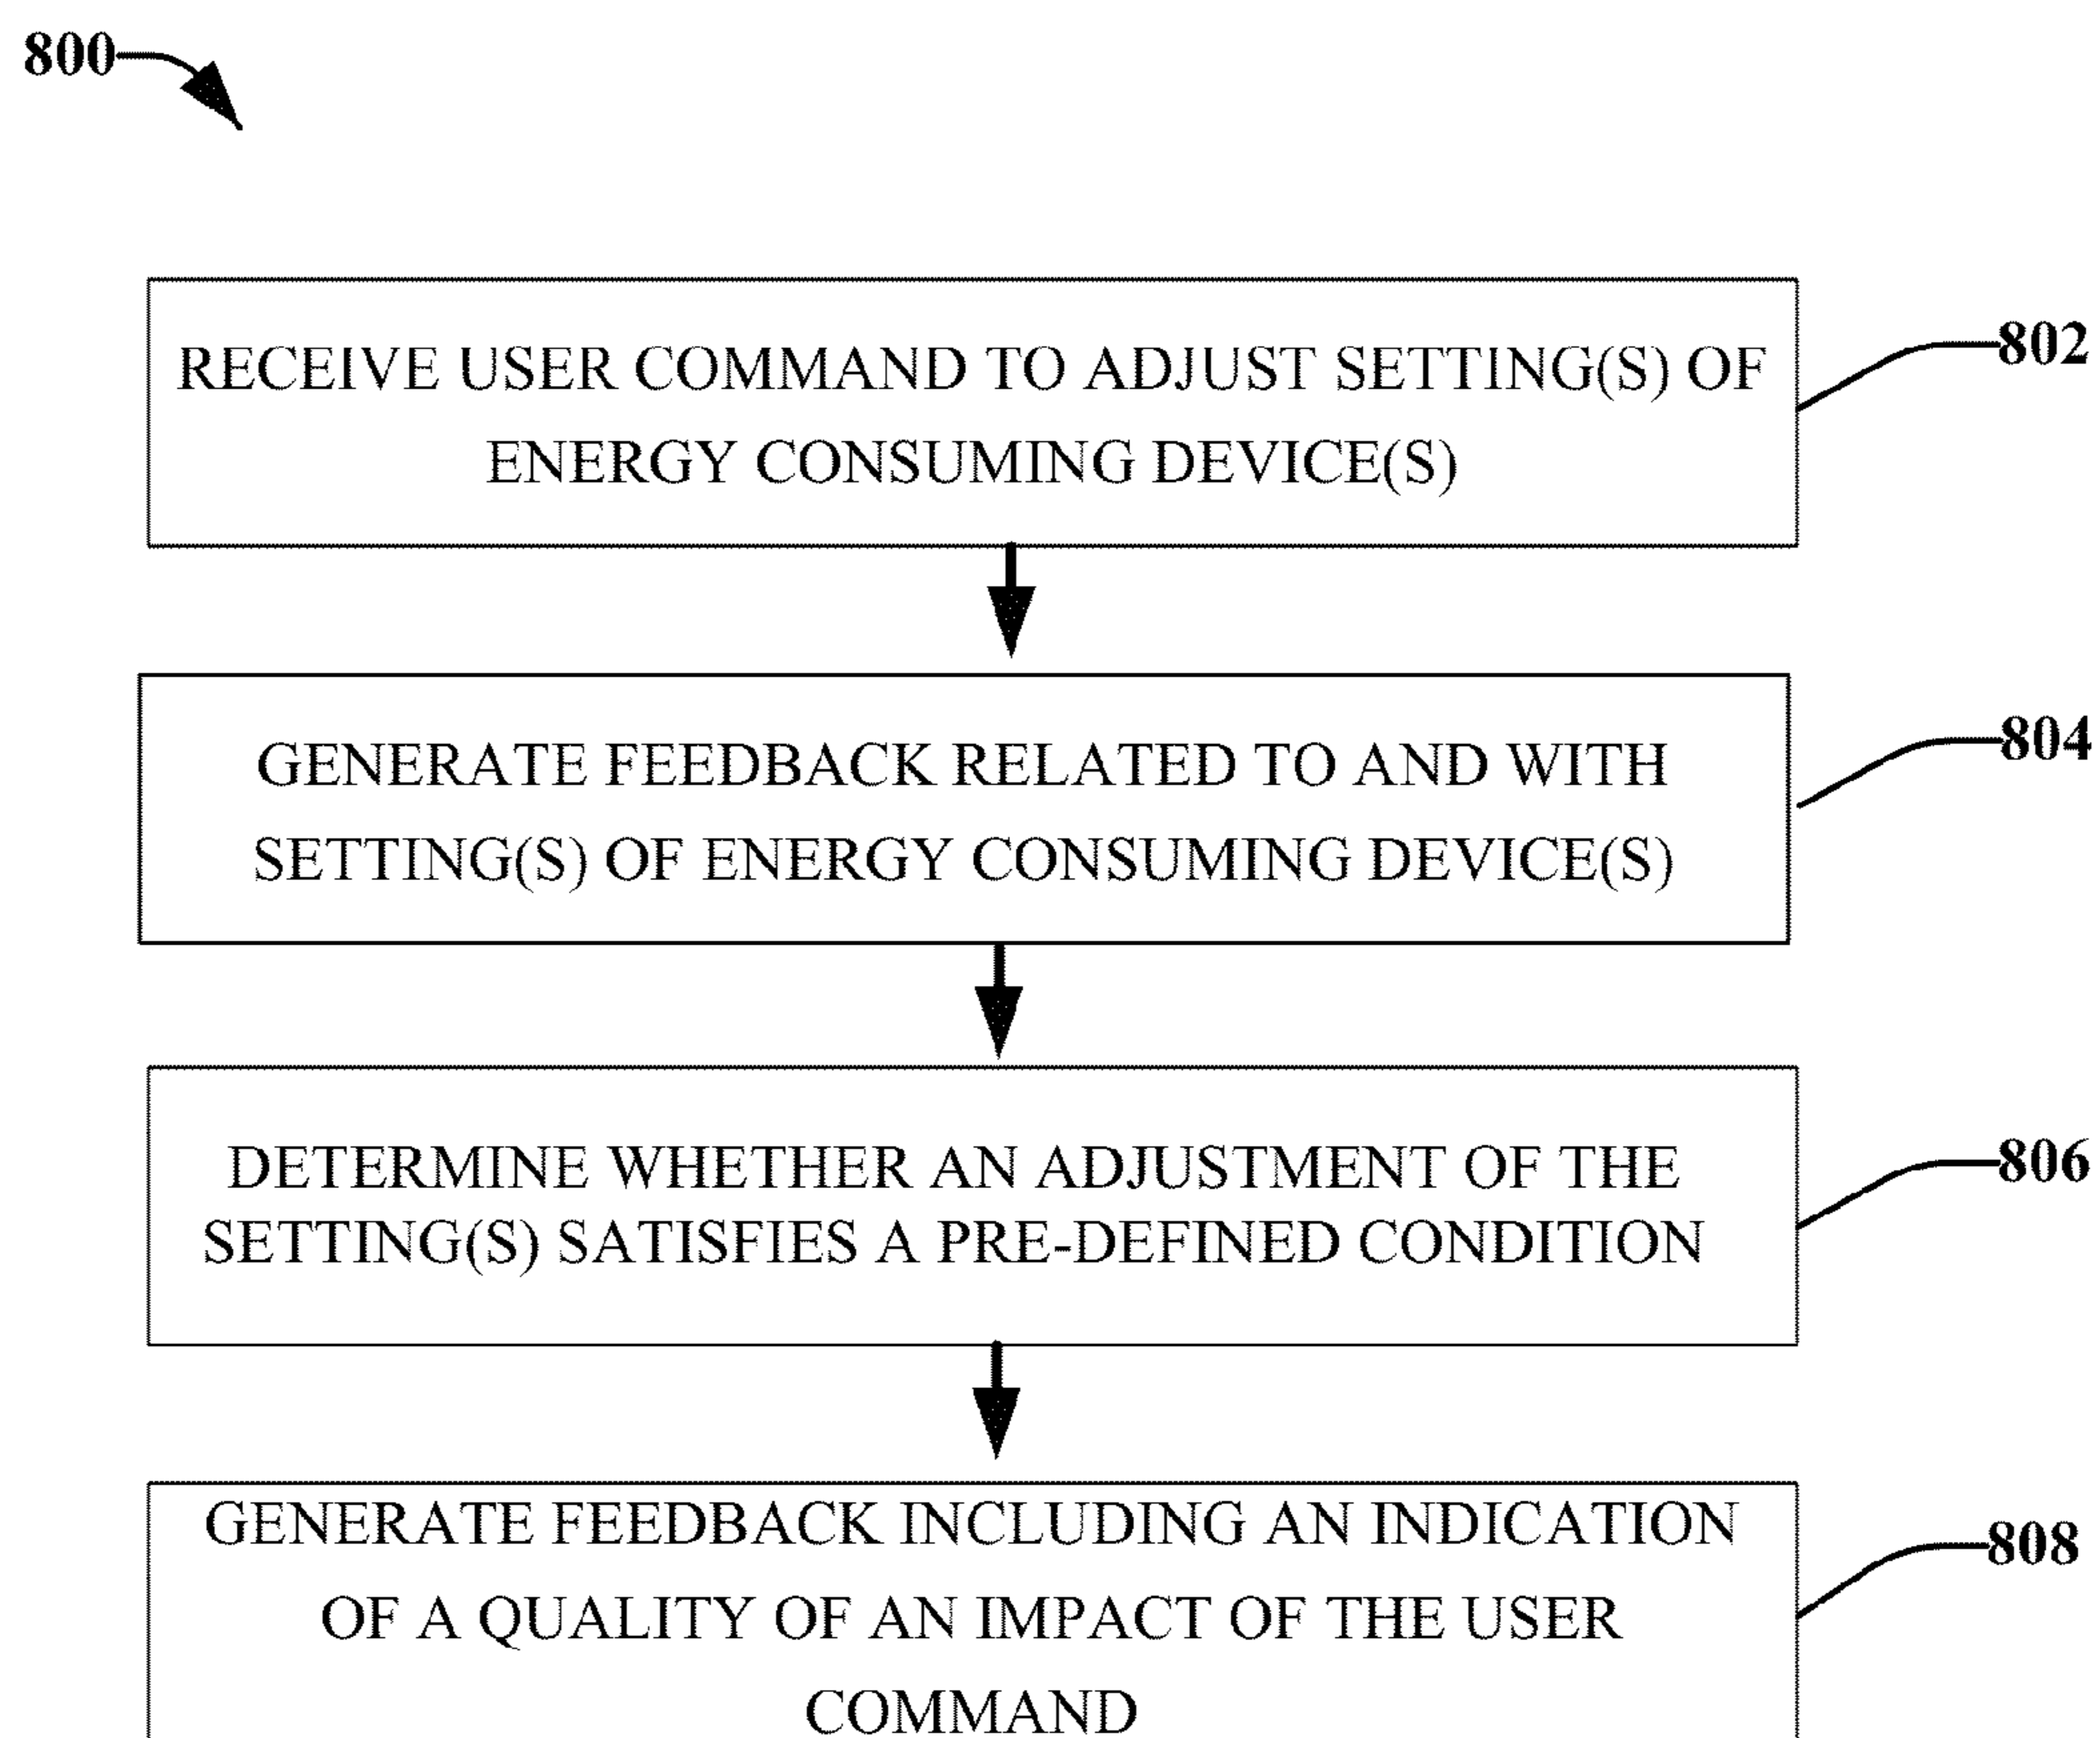 800
RECEIVE USER COMMAND TO ADJUST SETTING(S) OF
ENERGY CONSUMING DEVICE(S)
802
GENERATE FEEDBACK RELATED TO AND WITH
SETTING(S) OF ENERGY CONSUMING DEVICE(S)
804
DETERMINE WHETHER AN ADJUSTMENT OF THE
SETTING(S) SATISFIES A PRE-DEFINED CONDITION
806
GENERATE FEEDBACK INCLUDING AN INDICATION
OF A QUALITY OF AN IMPACT OF THE USER
COMMAND
808